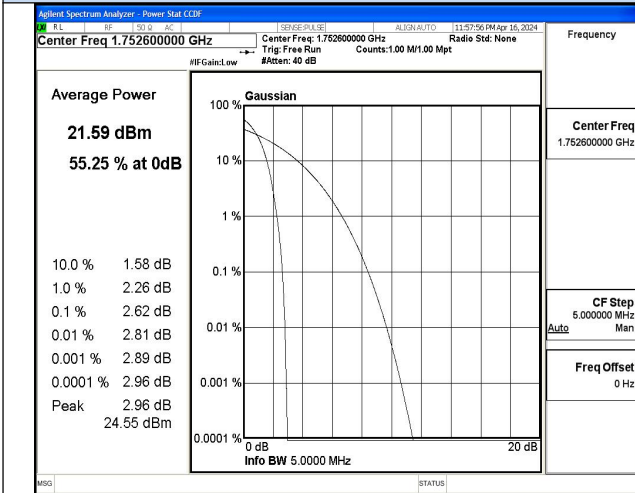 Agilent Spectrum Analyzer - Power Stat CCDF
RL RF 50 Ω AC SENSE:PULSE ALIGN AUTO 11:57:56 PM Apr 16, 2024
Center Freq 1.752600000 GHz
Center Freq: 1.752600000 GHz Radio Std: None
Trig: Free Run Counts:1.00 M/1.00 Mpt
#IFGain:Low #Atten: 40 dB
Frequency
Average Power
21.59 dBm
55.25 % at 0dB
10.0 % 1.58 dB
1.0 % 2.26 dB
0.1 % 2.62 dB
0.01 % 2.81 dB
0.001 % 2.89 dB
0.0001 % 2.96 dB
Peak 2.96 dB
24.55 dBm
Gaussian
100 %
10 %
1 %
0.1 %
0.01 %
0.001 %
0.0001 %
0 dB 20 dB
Info BW 5.0000 MHz
Center Freq
1.752600000 GHz
CF Step
5.000000 MHz
Auto Man
Freq Offset
0 Hz
MSG STATUS